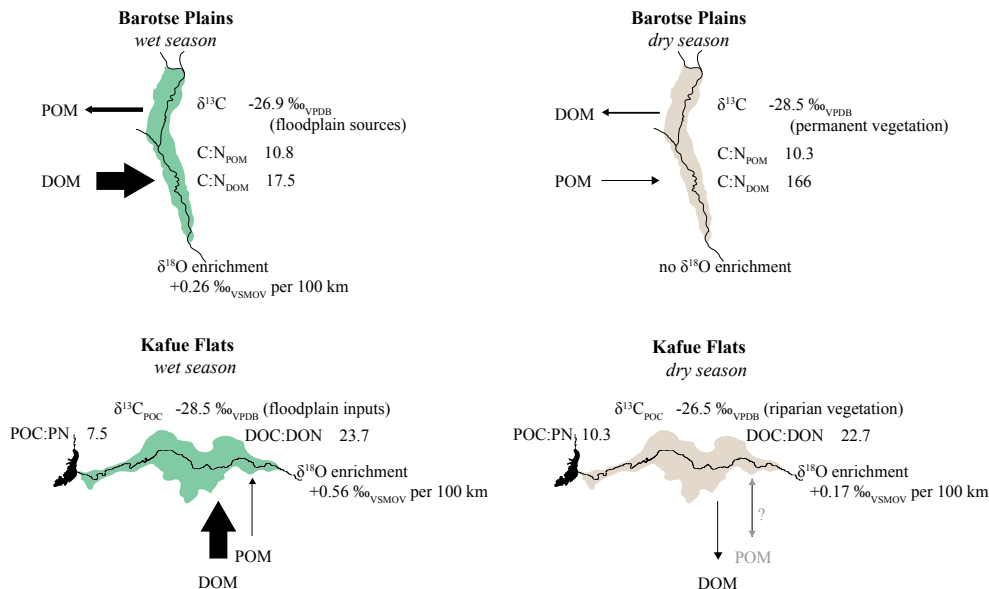 Barotse Plains
wet season
POM
δ¹³C -26.9 ‰VPDB
(floodplain sources)
C:NPOM 10.8
DOM
C:NDOM 17.5
δ¹⁸O enrichment
+0.26 ‰VSMOV per 100 km
Barotse Plains
dry season
DOM
δ¹³C -28.5 ‰VPDB
(permanent vegetation)
C:NPOM 10.3
POM
C:NDOM 166
no δ¹⁸O enrichment
Kafue Flats
wet season
δ¹³CPOC -28.5 ‰VPDB (floodplain inputs)
POC:PN 7.5
DOC:DON 23.7
δ¹⁸O enrichment
+0.56 ‰VSMOV per 100 km
POM
DOM
Kafue Flats
dry season
δ¹³CPOC -26.5 ‰VPDB (riparian vegetation)
POC:PN 10.3
DOC:DON 22.7
δ¹⁸O enrichment
+0.17 ‰VSMOV per 100 km
?
POM
DOM